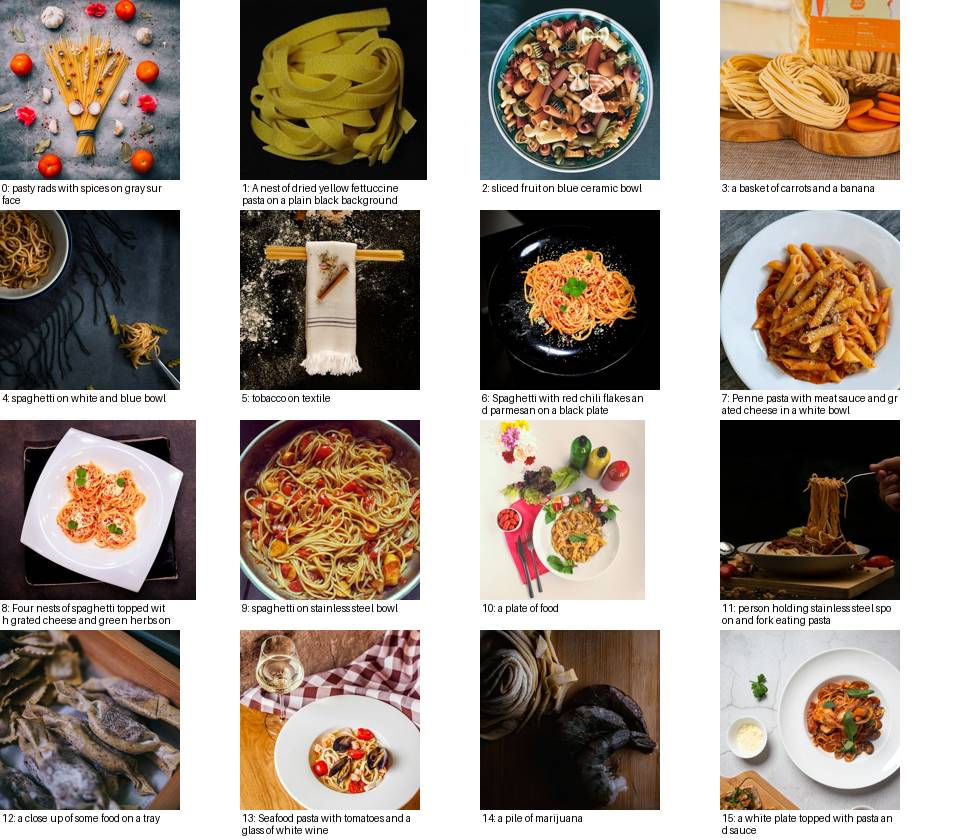 0: pasty rads with spices on gray sur
face
1: A nest of dried yellow fettuccine
pasta on a plain black background
2: sliced fruit on blue ceramic bowl
3: a basket of carrots and a banana
4: spaghetti on white and blue bowl
5: tobacco on textile
6: Spaghetti with red chili flakes an
d parmesan on a black plate
7: Penne pasta with meat sauce and gr
ated cheese in a white bowl
8: Four nests of spaghetti topped wit
h grated cheese and green herbs on
9: spaghetti on stainless steel bowl
10: a plate of food
11: person holding stainless steel spo
on and fork eating pasta
12: a close up of some food on a tray
13: Seafood pasta with tomatoes and a
glass of white wine
14: a pile of marijuana
15: a white plate topped with pasta an
d sauce